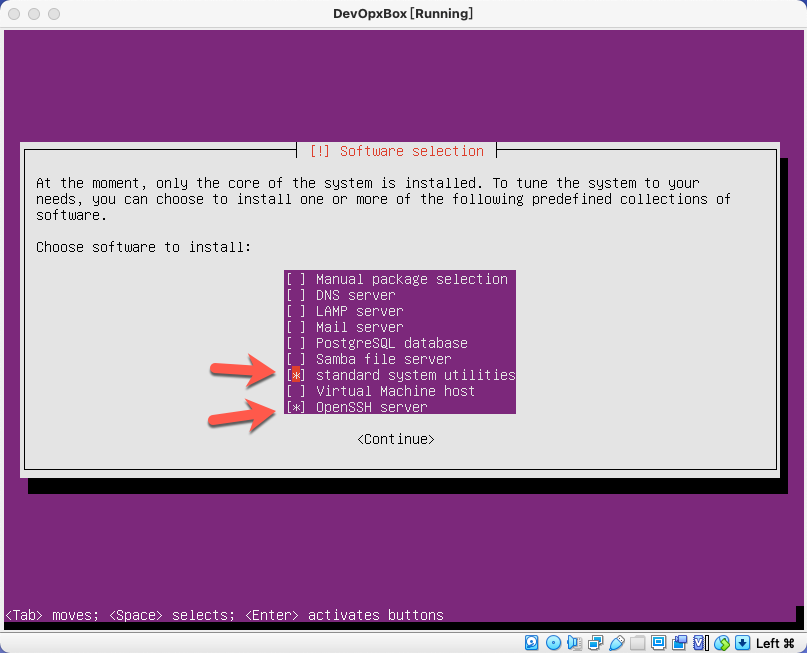 DevOpxBox [Running]
[!] Software selection
At the moment, only the core of the system is installed. To tune the system to your
needs, you can choose to install one or more of the following predefined collections of
software.
Choose software to install:
[ ] Manual package selection
[ ] DNS server
[ ] LAMP server
[ ] Mail server
[ ] PostgreSQL database
[ ] Samba file server
[*] standard system utilities
[ ] Virtual Machine host
[*] OpenSSH server
<Continue>
<Tab> moves; <Space> selects; <Enter> activates buttons
Left ⌘